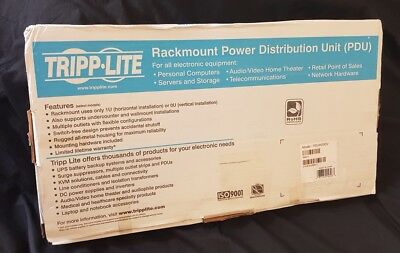 TRIPP·LITE
www.tripplite.com
Rackmount Power Distribution Unit (PDU)
For all electronic equipment:
• Personal Computers • Audio/Video Home Theater • Retail Point of Sales
• Servers and Storage • Telecommunications • Network Hardware
Features (select models)
• Rackmount uses only 1U (horizontal installation) or 0U (vertical installation)
• Also supports undercounter and wallmount installations
• Multiple outlets with flexible configurations
• Switch-free design prevents accidental shutoff
• Rugged all-metal housing for maximum reliability
• Mounting hardware included
• Limited lifetime warranty*
RoHS
Tripp Lite offers thousands of products for your electronic needs:
• UPS battery backup systems and accessories
• Surge suppressors, multiple outlet strips and PDUs
• KVM solutions, cables and connectivity
• Line conditioners and isolation transformers
• DC power supplies and inverters
• Audio/Video home theater and audiophile products
• Medical and healthcare specialty products
• Laptop and notebook accessories
For more information, visit www.tripplite.com
ISO9001
Model: